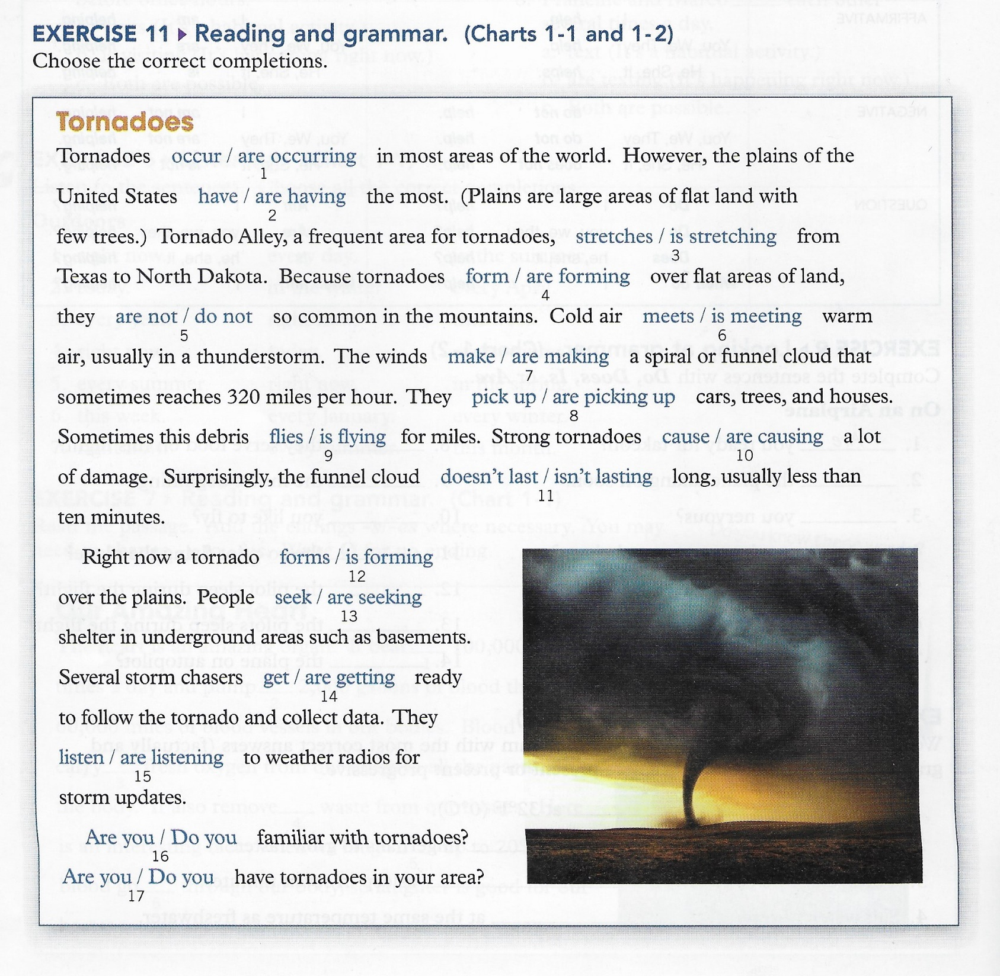 EXERCISE 11 ▸ Reading and grammar. (Charts 1-1 and 1-2)
Choose the correct completions.
Tornadoes
Tornadoes occur / are occurring in most areas of the world. However, the plains of the
1
United States have / are having the most. (Plains are large areas of flat land with
2
few trees.) Tornado Alley, a frequent area for tornadoes, stretches / is stretching from
3
Texas to North Dakota. Because tornadoes form / are forming over flat areas of land,
4
they are not / do not so common in the mountains. Cold air meets / is meeting warm
5 6
air, usually in a thunderstorm. The winds make / are making a spiral or funnel cloud that
7
sometimes reaches 320 miles per hour. They pick up / are picking up cars, trees, and houses.
8
Sometimes this debris flies / is flying for miles. Strong tornadoes cause / are causing a lot
9 10
of damage. Surprisingly, the funnel cloud doesn't last / isn't lasting long, usually less than
11
ten minutes.
Right now a tornado forms / is forming
12
over the plains. People seek / are seeking
13
shelter in underground areas such as basements.
Several storm chasers get / are getting ready
14
to follow the tornado and collect data. They
listen / are listening to weather radios for
15
storm updates.
Are you / Do you familiar with tornadoes?
16
Are you / Do you have tornadoes in your area?
17